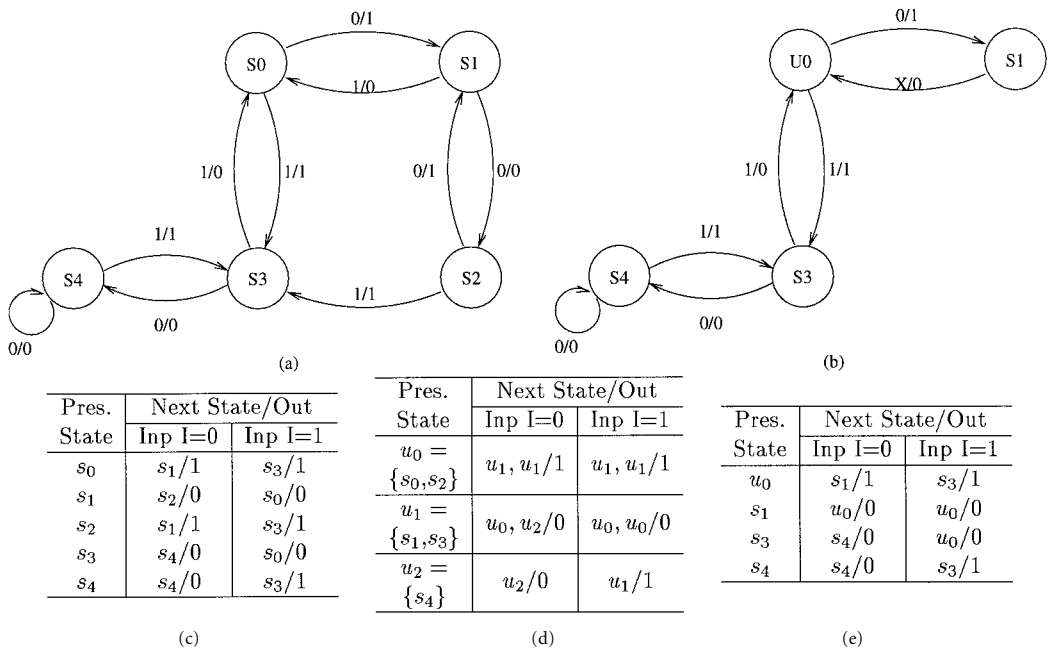 0/1
S0
S1
1/0
1/0
1/1
0/1
0/0
1/1
S4
S3
S2
0/0
1/1
0/0
(a)
0/1
U0
S1
X/0
1/0
1/1
1/1
S4
S3
0/0
0/0
(b)
Pres. State | Next State/Out
Inp I=0 | Inp I=1
s0 | s1/1 | s3/1
s1 | s2/0 | s0/0
s2 | s1/1 | s3/1
s3 | s4/0 | s0/0
s4 | s4/0 | s3/1
(c)
Pres. State | Next State/Out
Inp I=0 | Inp I=1
u0 = {s0,s2} | u1, u1/1 | u1, u1/1
u1 = {s1,s3} | u0, u2/0 | u0, u0/0
u2 = {s4} | u2/0 | u1/1
(d)
Pres. State | Next State/Out
Inp I=0 | Inp I=1
u0 | s1/1 | s3/1
s1 | u0/0 | u0/0
s3 | s4/0 | u0/0
s4 | s4/0 | s3/1
(e)